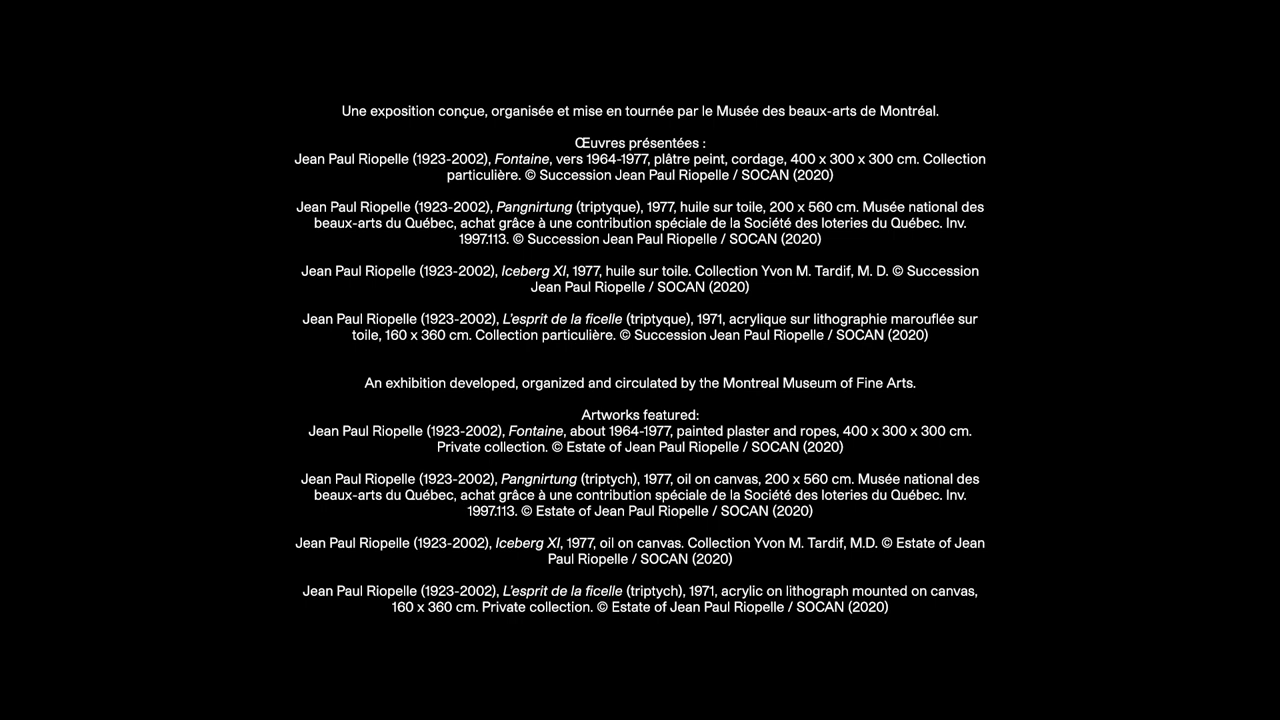 Une exposition conçue, organisée et mise en tournée par le Musée des beaux-arts de Montréal.
Œuvres présentées :
Jean Paul Riopelle (1923-2002), Fontaine, vers 1964-1977, plâtre peint, cordage, 400 x 300 x 300 cm. Collection
particulière. © Succession Jean Paul Riopelle / SOCAN (2020)
Jean Paul Riopelle (1923-2002), Pangnirtung (triptyque), 1977, huile sur toile, 200 x 560 cm. Musée national des
beaux-arts du Québec, achat grâce à une contribution spéciale de la Société des loteries du Québec. Inv.
1997.113. © Succession Jean Paul Riopelle / SOCAN (2020)
Jean Paul Riopelle (1923-2002), Iceberg XI, 1977, huile sur toile. Collection Yvon M. Tardif, M. D. © Succession
Jean Paul Riopelle / SOCAN (2020)
Jean Paul Riopelle (1923-2002), L'esprit de la ficelle (triptyque), 1971, acrylique sur lithographie marouflée sur
toile, 160 x 360 cm. Collection particulière. © Succession Jean Paul Riopelle / SOCAN (2020)
An exhibition developed, organized and circulated by the Montreal Museum of Fine Arts.
Artworks featured:
Jean Paul Riopelle (1923-2002), Fontaine, about 1964-1977, painted plaster and ropes, 400 x 300 x 300 cm.
Private collection. © Estate of Jean Paul Riopelle / SOCAN (2020)
Jean Paul Riopelle (1923-2002), Pangnirtung (triptych), 1977, oil on canvas, 200 x 560 cm. Musée national des
beaux-arts du Québec, achat grâce à une contribution spéciale de la Société des loteries du Québec. Inv.
1997.113. © Estate of Jean Paul Riopelle / SOCAN (2020)
Jean Paul Riopelle (1923-2002), Iceberg XI, 1977, oil on canvas. Collection Yvon M. Tardif, M.D. © Estate of Jean
Paul Riopelle / SOCAN (2020)
Jean Paul Riopelle (1923-2002), L'esprit de la ficelle (triptych), 1971, acrylic on lithograph mounted on canvas,
160 x 360 cm. Private collection. © Estate of Jean Paul Riopelle / SOCAN (2020)